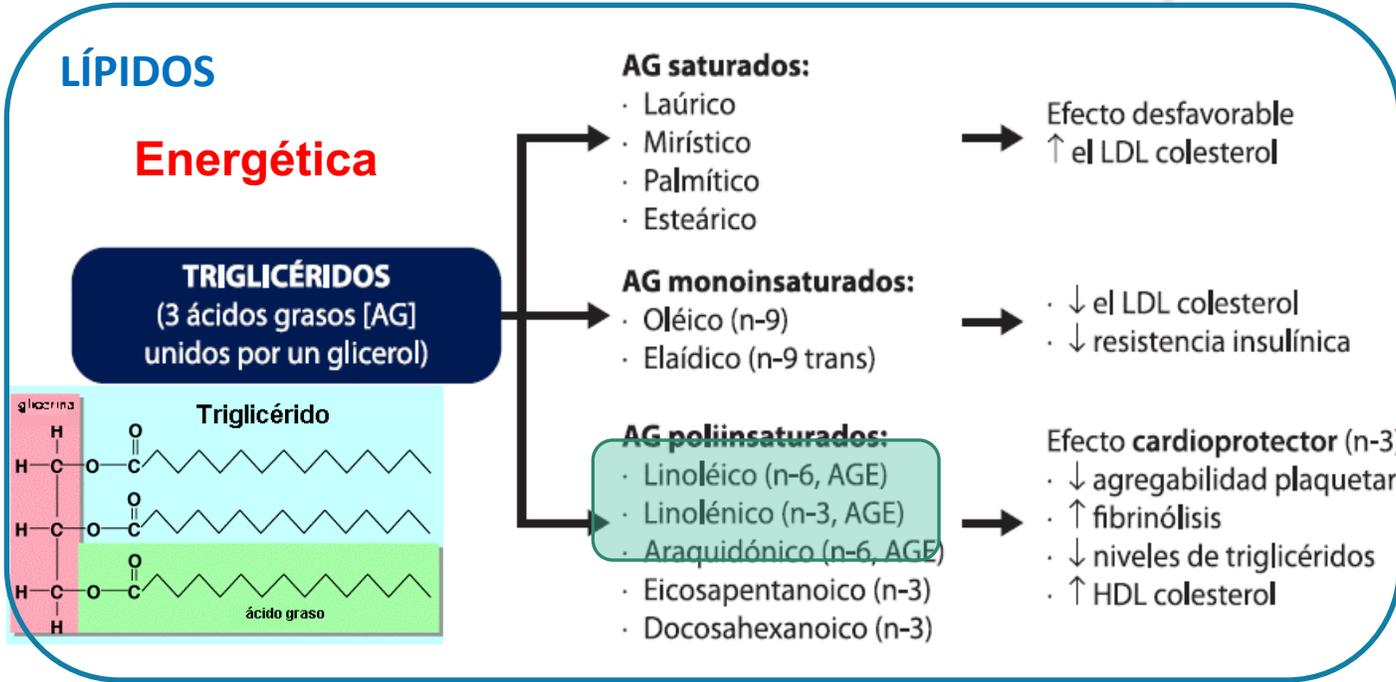 LÍPIDOS
Energética
TRIGLICÉRIDOS
(3 ácidos grasos [AG]
unidos por un glicerol)
AG saturados:
· Laúrico
· Mirístico
· Palmítico
· Esteárico
Efecto desfavorable
↑ el LDL colesterol
AG monoinsaturados:
· Oléico (n-9)
· Elaídico (n-9 trans)
· ↓ el LDL colesterol
· ↓ resistencia insulínica
AG poliinsaturados:
· Linoléico (n-6, AGE)
· Linolénico (n-3, AGE)
· Araquidónico (n-6, AGE)
· Eicosapentanoico (n-3)
· Docosahexanoico (n-3)
Efecto cardioprotector (n-3)
· ↓ agregabilidad plaquetar
· ↑ fibrinólisis
· ↓ niveles de triglicéridos
· ↑ HDL colesterol
glicerina
Triglicérido
H O
H C O C
O
H C O C
O
H C O C
H
ácido graso